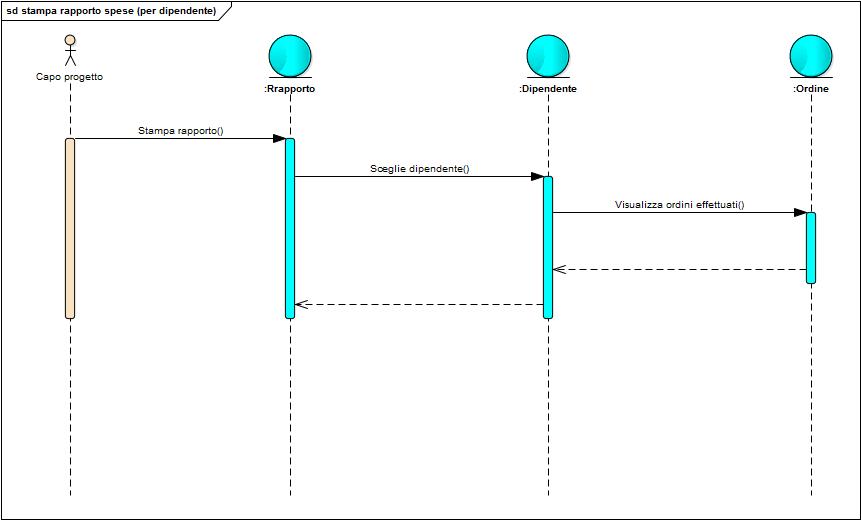 sd stampa rapporto spese (per dipendente)
Capo progetto
:Rrapporto
:Dipendente
:Ordine
Stampa rapporto()
Sceglie dipendente()
Visualizza ordini effettuati()